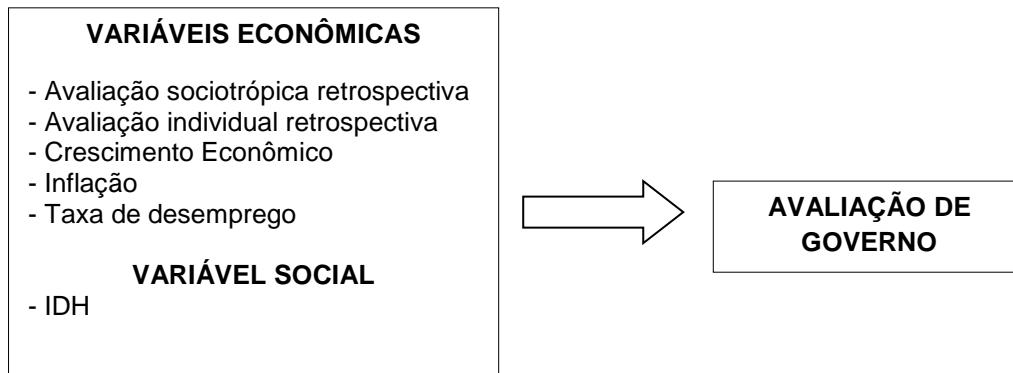 VARIÁVEIS ECONÔMICAS
- Avaliação sociotrópica retrospectiva
- Avaliação individual retrospectiva
- Crescimento Econômico
- Inflação
- Taxa de desemprego
VARIÁVEL SOCIAL
- IDH
AVALIAÇÃO DE
GOVERNO